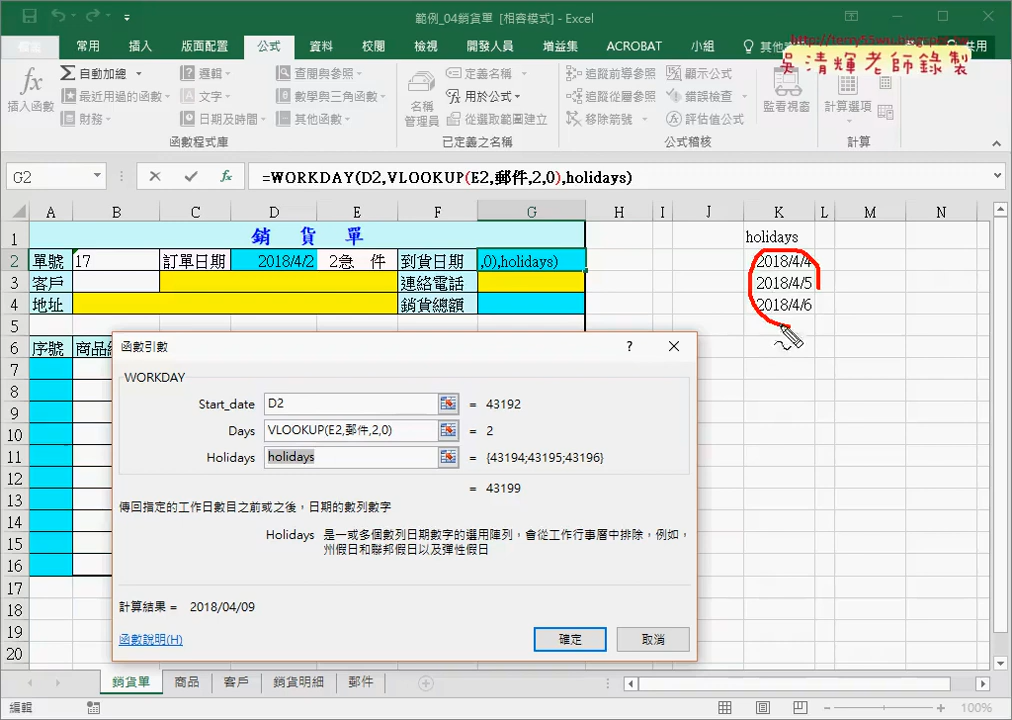 範例_04銷貨單 [相容模式] - Excel
常用 插入 版面配置 公式 資料 校閱 檢視 開發人員 增益集 ACROBAT 小組
吳清輝老師錄製
fx 插入函數
Σ 自動加總
最近用過的函數
財務
邏輯
文字
日期及時間
查閱與參照
數學與三角函數
其他函數
函數程式庫
名稱管理員
定義名稱
用於公式
從選取範圍建立
已定義之名稱
追蹤前導參照
追蹤從屬參照
移除箭號
顯示公式
錯誤檢查
評估值公式
公式稽核
監看視窗
計算選項
計算
G2 fx =WORKDAY(D2,VLOOKUP(E2,郵件,2,0),holidays)
A B C D E F G H I J K L M N
1 銷 貨 單 holidays
2 單號 17 訂單日期 2018/4/2 2急 件 到貨日期 ,0),holidays) 2018/4/4
3 客戶 連絡電話 2018/4/5
4 地址 銷貨總額 2018/4/6
5
6 序號
7
8
9
10
11
12
13
14
15
16
17
18
19
20
函數引數 ?
WORKDAY
Start_date D2 = 43192
Days VLOOKUP(E2,郵件,2,0) = 2
Holidays holidays = {43194;43195;43196}
= 43199
傳回指定的工作日數目之前或之後，日期的數列數字
Holidays 是一或多個數列日期數字的選用陣列，會從工作行事曆中排除，例如，
州假日和聯邦假日以及彈性假日
計算結果 = 2018/04/09
函數說明(H) 確定 取消
銷貨單 商品 客戶 銷貨明細 郵件
編輯 100%